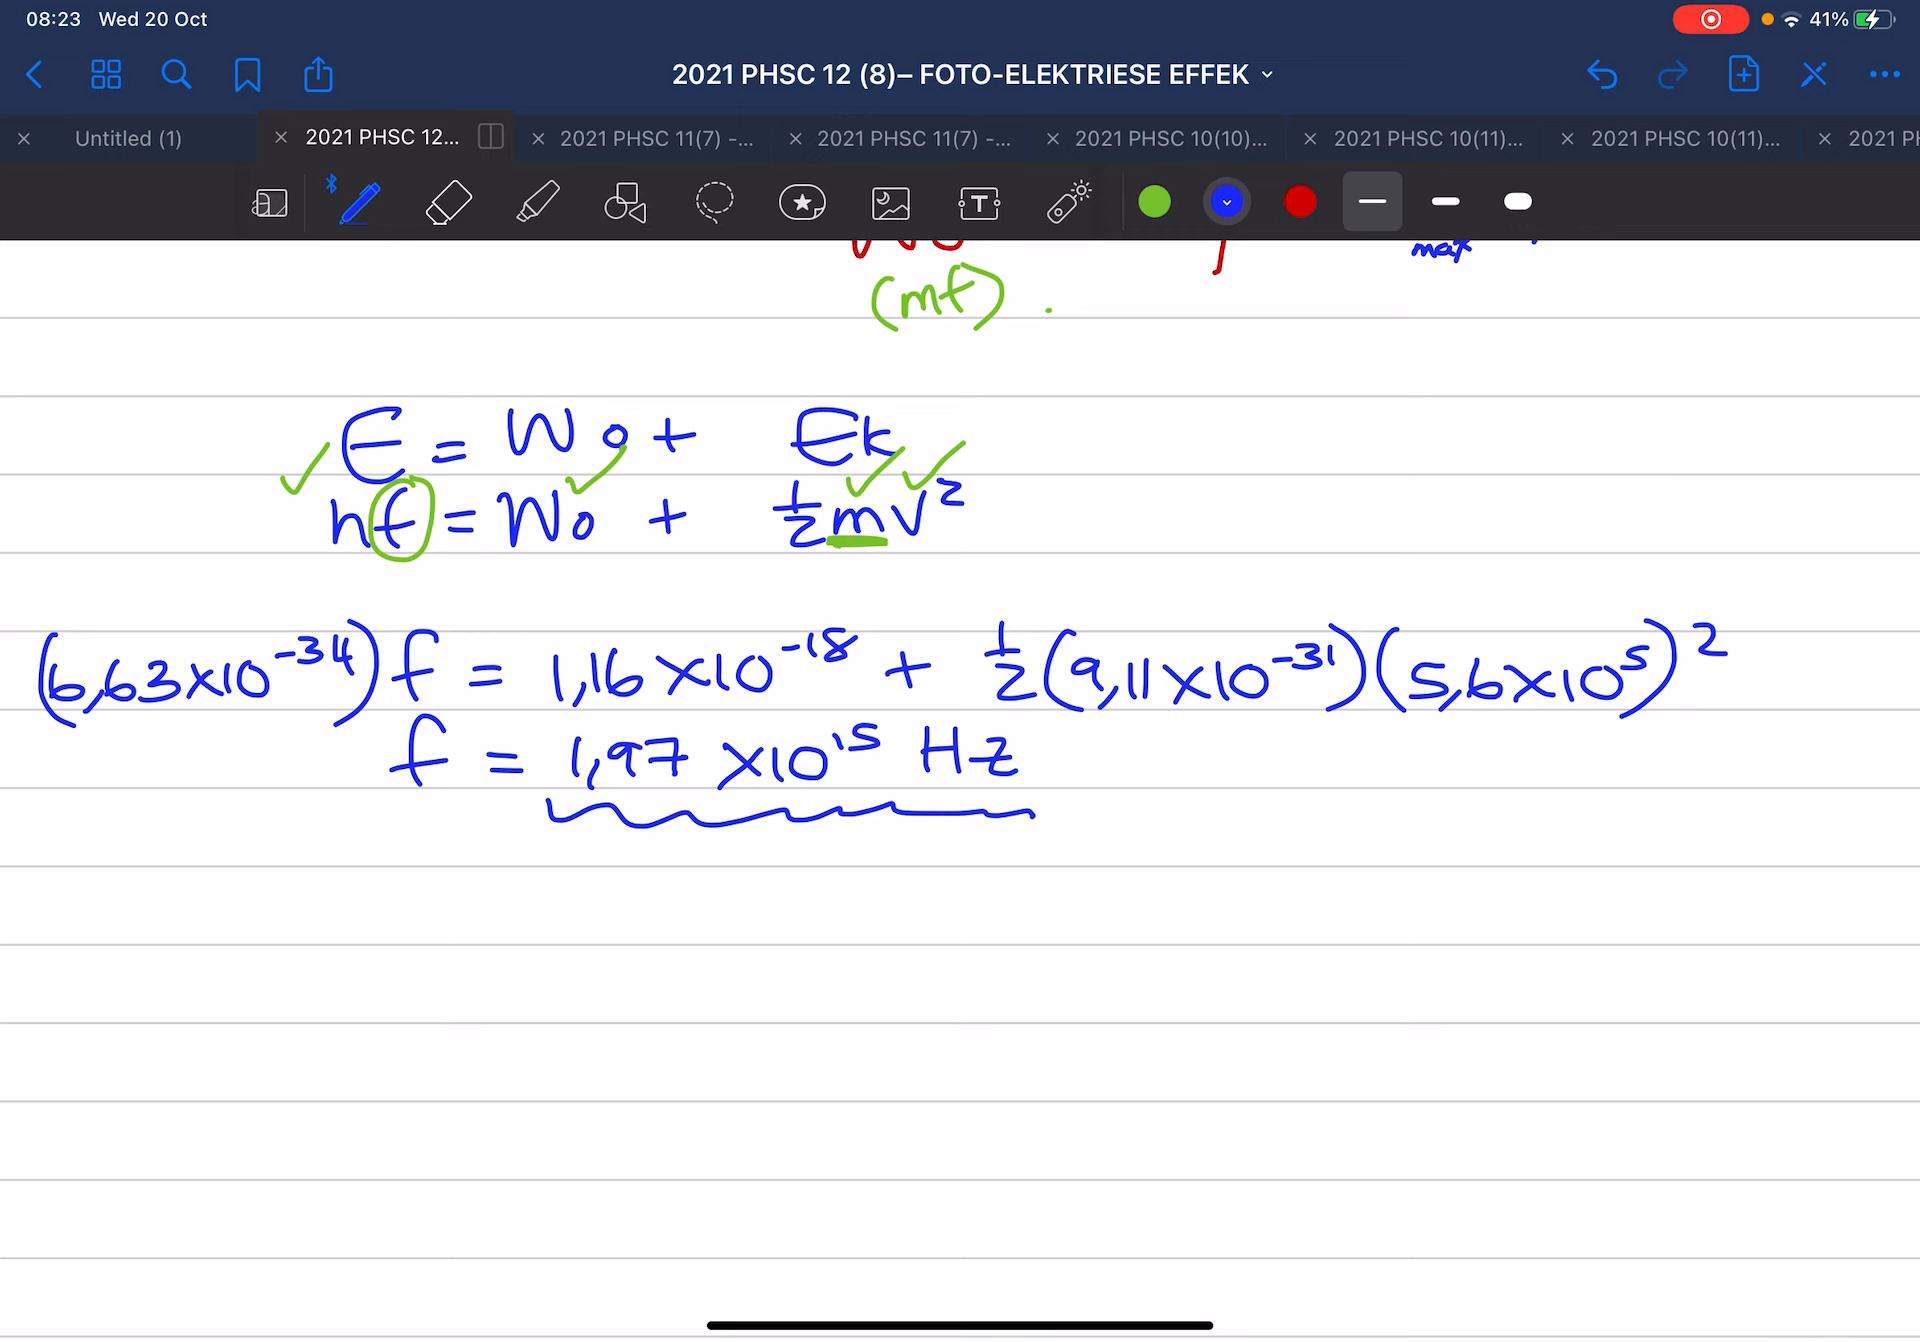 08:23 Wed 20 Oct 41%
2021 PHSC 12 (8)– FOTO-ELEKTRIESE EFFEK
Untitled (1) 2021 PHSC 12... 2021 PHSC 11(7) -... 2021 PHSC 11(7) -... 2021 PHSC 10(10)... 2021 PHSC 10(11)... 2021 PHSC 10(11)... 2021 P
max
(mf) .
E = W₀ + Ek
hf = W₀ + ½mv²
(6,63×10⁻³⁴)f = 1,16×10⁻¹⁸ + ½(9,11×10⁻³¹)(5,6×10⁵)²
f = 1,97 ×10¹⁵ Hz